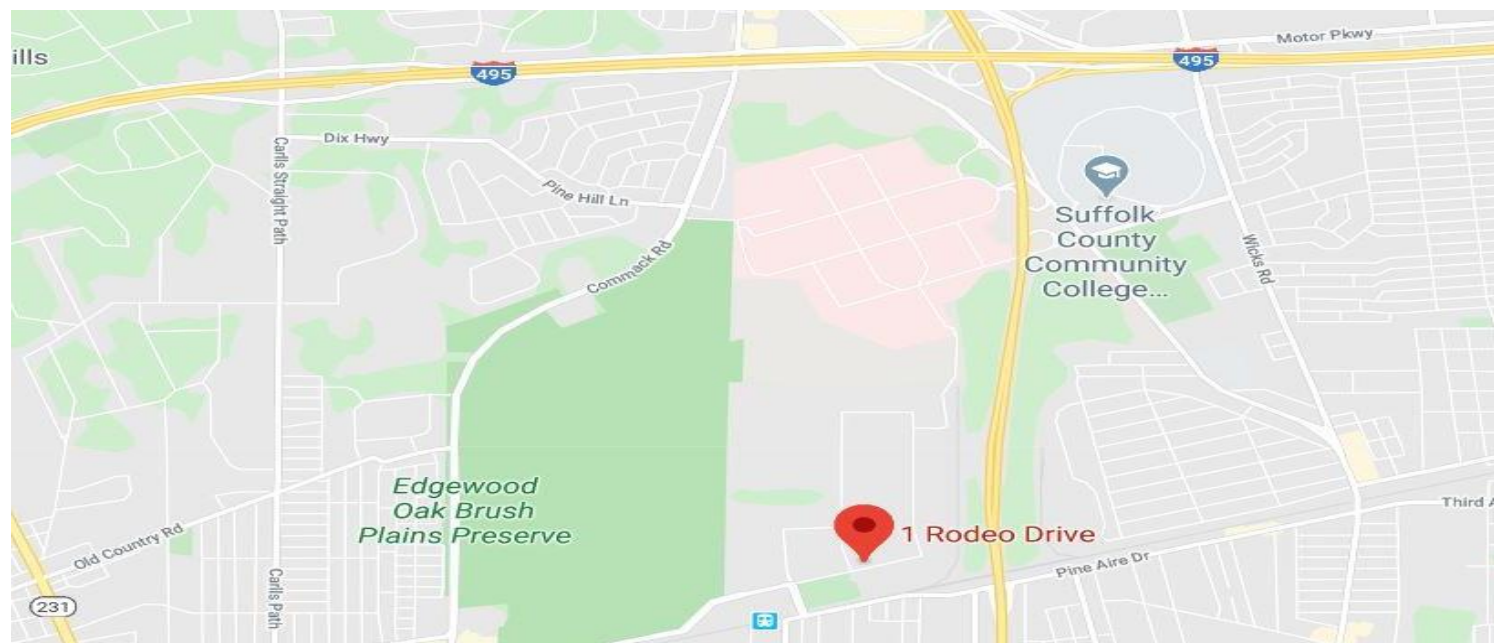 Motor Pkwy
ills
495
495
Dix Hwy
Carlls Straight Path
Pine Hill Ln
Suffolk
County
Community
College...
Wicks Rd
Commack Rd
Edgewood
Oak Brush
Plains Preserve
Third A
1 Rodeo Drive
Old Country Rd
Pine Aire Dr
Carlls Path
231